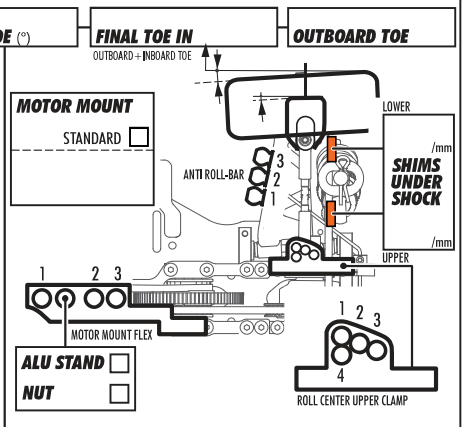 OE (°)
FINAL TOE IN
OUTBOARD TOE
OUTBOARD + INBOARD TOE
MOTOR MOUNT
STANDARD
LOWER
/mm
SHIMS
UNDER
SHOCK
/mm
UPPER
ANTI ROLL-BAR
3
2
1
1 2 3
MOTOR MOUNT FLEX
ALU STAND
NUT
1 2 3
4
ROLL CENTER UPPER CLAMP